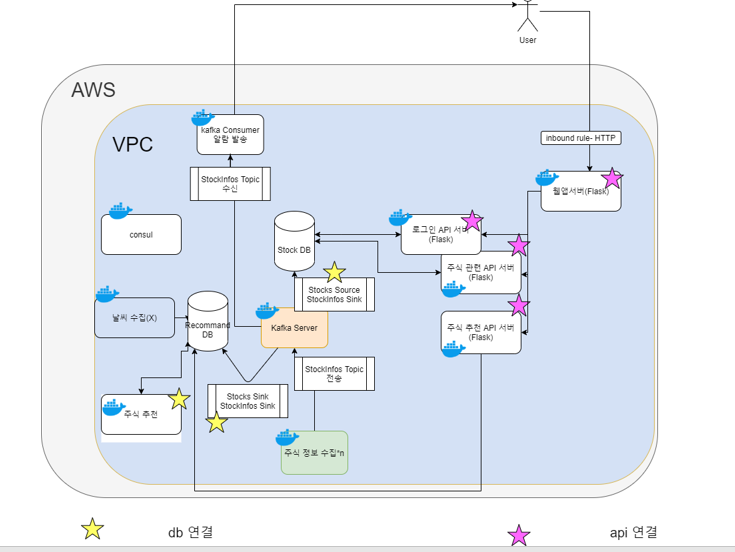 User
AWS
inbound rule- HTTP
kafka Consumer
알람 발송
VPC
StockInfos Topic
수신
웹앱서버(Flask)
consul
로그인 API 서버
(Flask)
Stock DB
주식 관련 API 서버
(Flask)
Stocks Source
StockInfos Sink
날씨 수집(X)
Recommand
DB
Kafka Server
주식 추천 API 서버
(Flask)
StockInfos Topic
전송
Stocks Sink
StockInfos Sink
주식 추천
주식 정보 수집*n
db 연결
api 연결